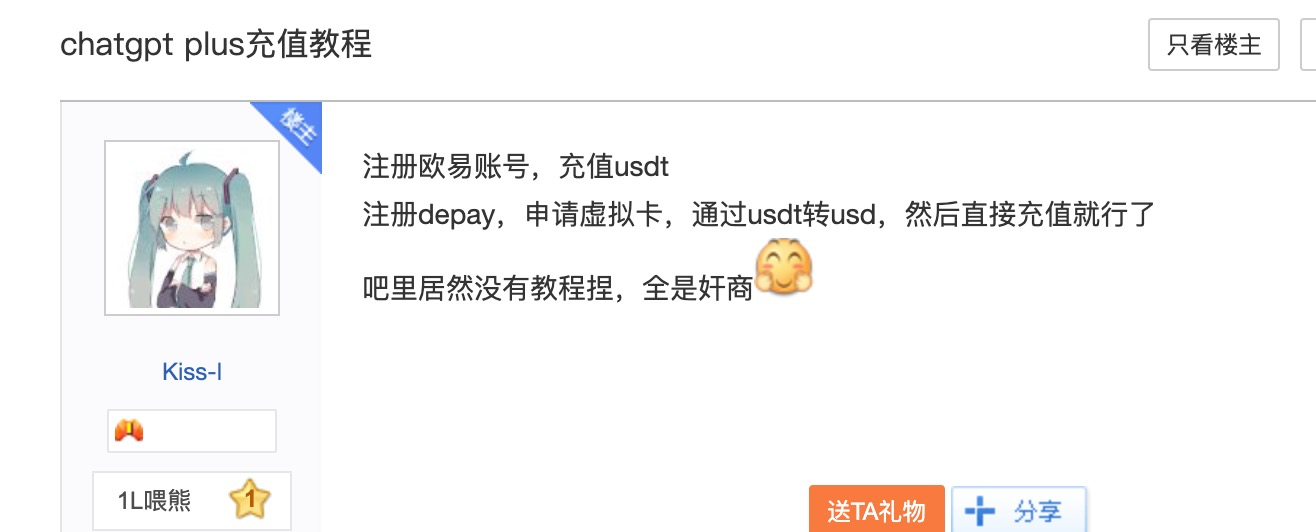 chatgpt plus充值教程
只看楼主
楼主
注册欧易账号，充值usdt
注册depay，申请虚拟卡，通过usdt转usd，然后直接充值就行了
吧里居然没有教程捏，全是奸商
Kiss-l
1L喂熊
1
送TA礼物
分享